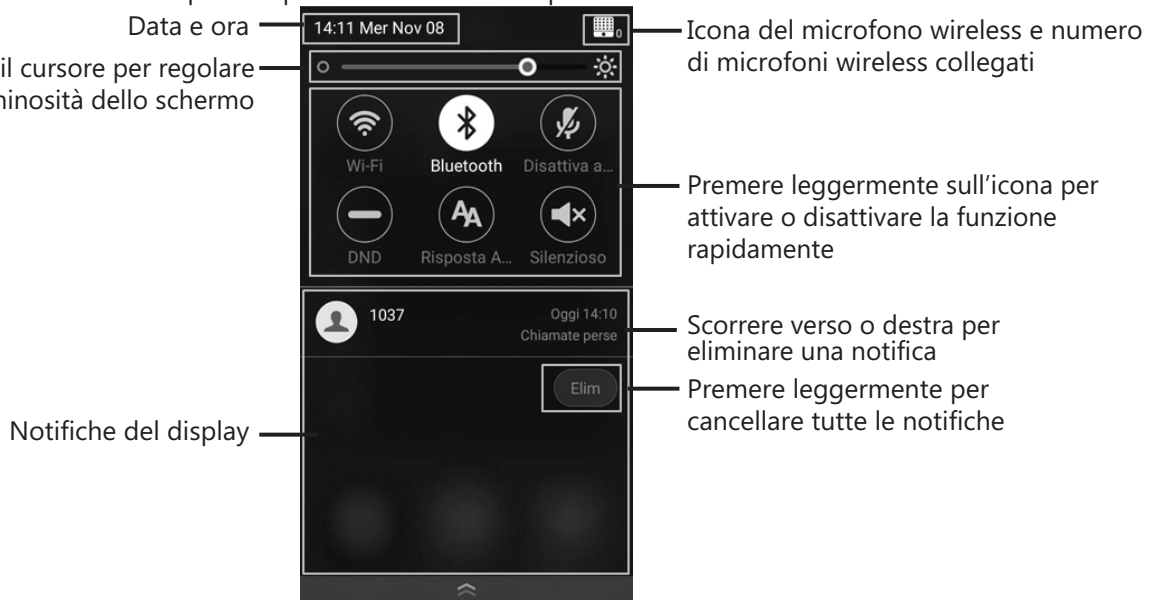 Data e ora
14:11 Mer Nov 08
0
Icona del microfono wireless e numero
di microfoni wireless collegati
il cursore per regolare
dello schermo
Wi-Fi
Bluetooth
Disattiva a...
DND
Risposta A...
Silenzioso
Premere leggermente sull'icona per
attivare o disattivare la funzione
rapidamente
1037
Oggi 14:10
Chiamate perse
Scorrere verso o destra per
eliminare una notifica
Elim
Premere leggermente per
cancellare tutte le notifiche
Notifiche del display